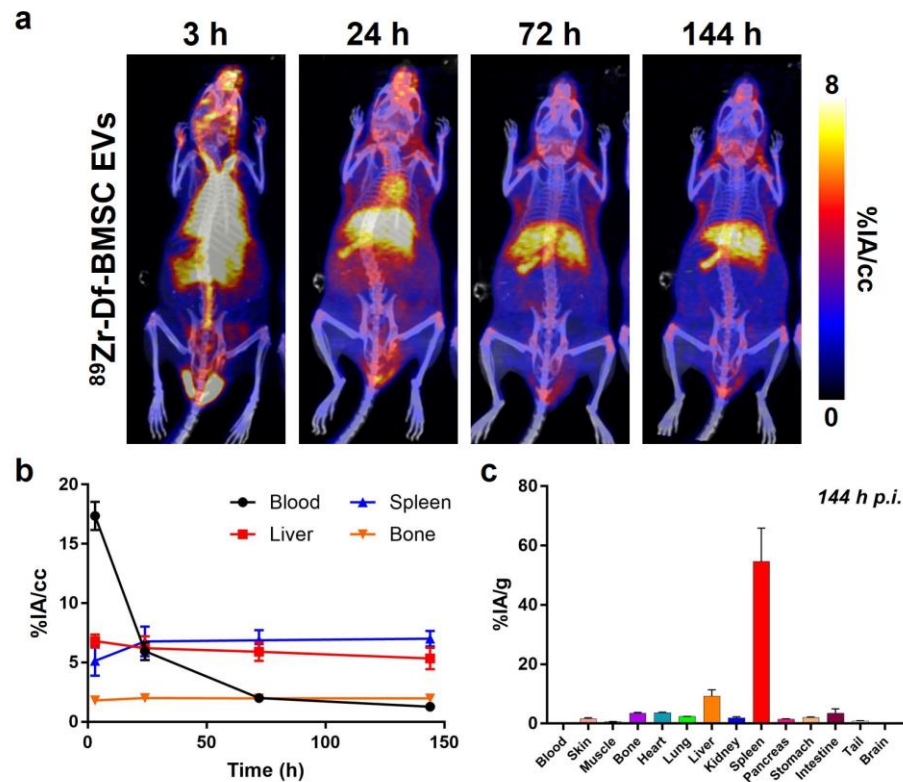 a
3 h
24 h
72 h
144 h
⁸⁹Zr-Df-BMSC EVs
8
%IA/cc
0
b
Blood
Spleen
Liver
Bone
20
15
10
5
0
%IA/cc
0
50
100
150
Time (h)
c
144 h p.i.
80
60
40
20
0
%IA/g
Blood
Skin
Muscle
Bone
Heart
Lung
Liver
Kidney
Spleen
Pancreas
Stomach
Intestine
Tail
Brain